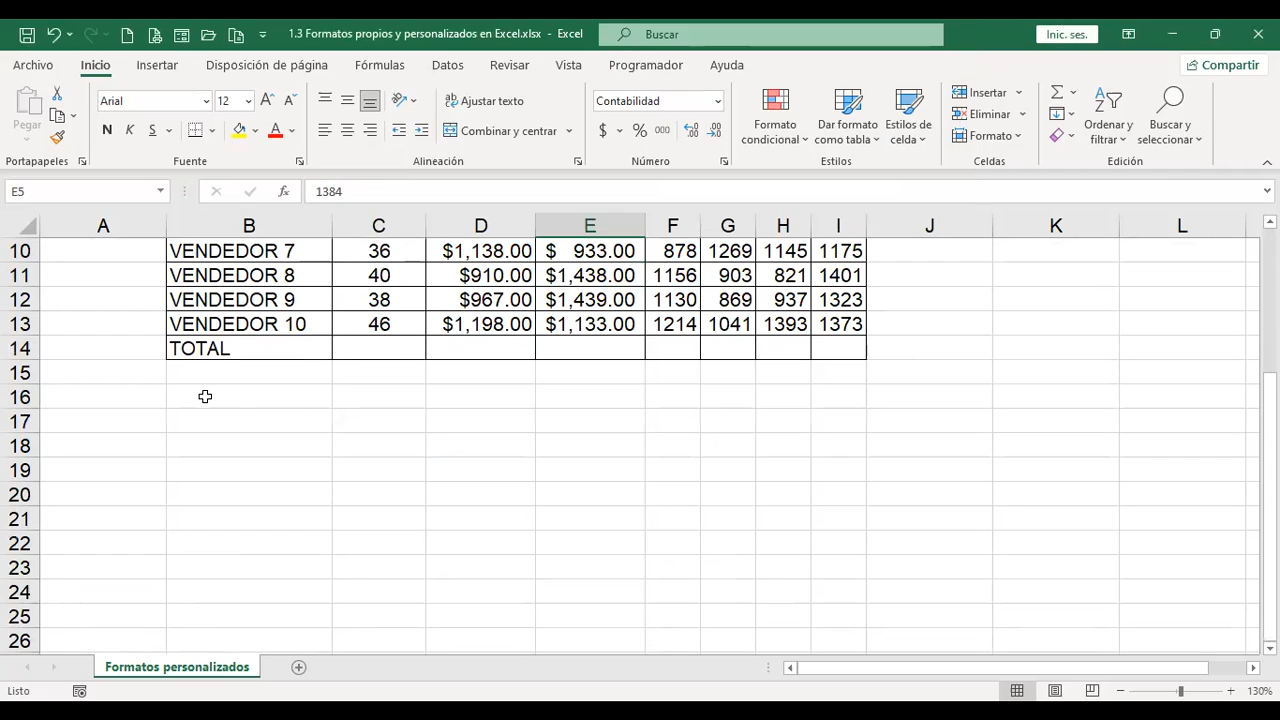 1.3 Formatos propios y personalizados en Excel.xlsx - Excel
Buscar
Inic. ses.
Archivo Inicio Insertar Disposición de página Fórmulas Datos Revisar Vista Programador Ayuda Compartir
Pegar
Portapapeles
Arial 12
N K S A
Fuente
Ajustar texto
Combinar y centrar
Alineación
Contabilidad
$ % 000
Número
Formato condicional
Dar formato como tabla
Estilos de celda
Estilos
Insertar
Eliminar
Formato
Celdas
Ordenar y filtrar
Buscar y seleccionar
Edición
E5 fx 1384
A B C D E F G H I J K L
10 VENDEDOR 7 36 $1,138.00 $ 933.00 878 1269 1145 1175
11 VENDEDOR 8 40 $910.00 $1,438.00 1156 903 821 1401
12 VENDEDOR 9 38 $967.00 $1,439.00 1130 869 937 1323
13 VENDEDOR 10 46 $1,198.00 $1,133.00 1214 1041 1393 1373
14 TOTAL
15
16
17
18
19
20
21
22
23
24
25
26
Formatos personalizados
Listo 130%